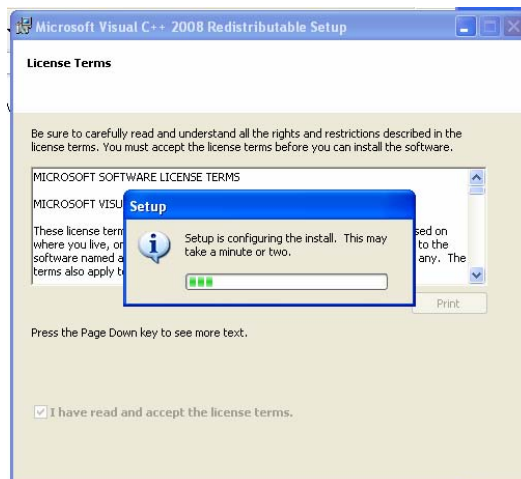 Microsoft Visual C++ 2008 Redistributable Setup
License Terms
Be sure to carefully read and understand all the rights and restrictions described in the
license terms. You must accept the license terms before you can install the software.
MICROSOFT SOFTWARE LICENSE TERMS
MICROSOFT VISU
These license term
sed on
where you live, or
to the
software named a
any. The
terms also apply t
Setup
Setup is configuring the install. This may
take a minute or two.
Print
Press the Page Down key to see more text.
I have read and accept the license terms.